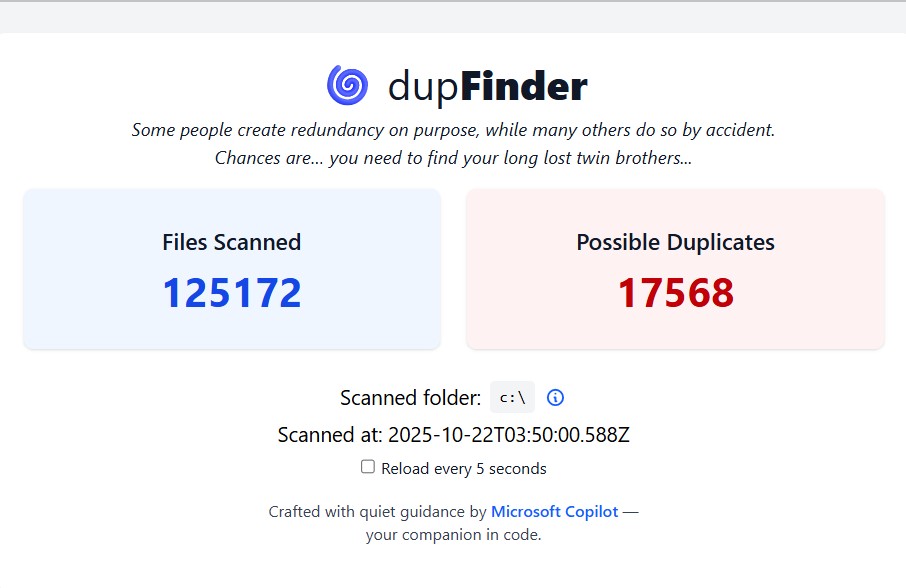 dupFinder
Some people create redundancy on purpose, while many others do so by accident.
Chances are... you need to find your long lost twin brothers...
Files Scanned
125172
Possible Duplicates
17568
Scanned folder: c:\
Scanned at: 2025-10-22T03:50:00.588Z
Reload every 5 seconds
Crafted with quiet guidance by Microsoft Copilot —
your companion in code.